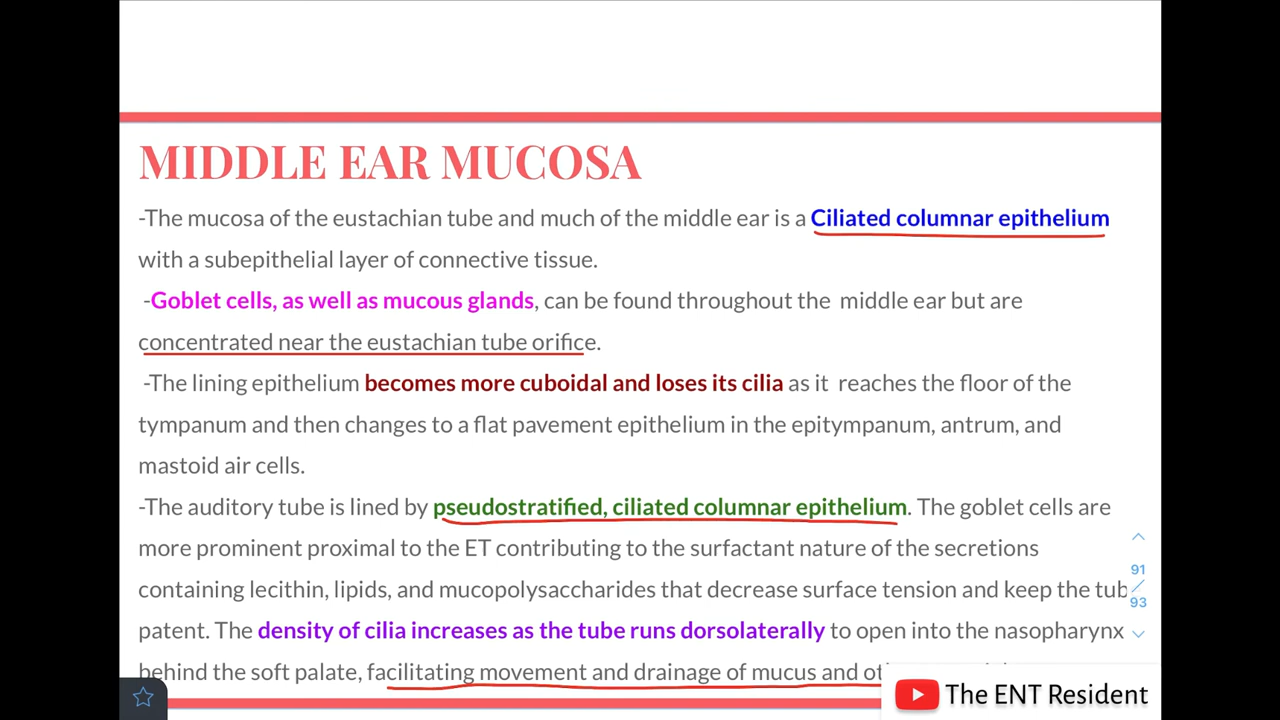 MIDDLE EAR MUCOSA
-The mucosa of the eustachian tube and much of the middle ear is a Ciliated columnar epithelium
with a subepithelial layer of connective tissue.
-Goblet cells, as well as mucous glands, can be found throughout the middle ear but are
concentrated near the eustachian tube orifice.
-The lining epithelium becomes more cuboidal and loses its cilia as it reaches the floor of the
tympanum and then changes to a flat pavement epithelium in the epitympanum, antrum, and
mastoid air cells.
-The auditory tube is lined by pseudostratified, ciliated columnar epithelium. The goblet cells are
more prominent proximal to the ET contributing to the surfactant nature of the secretions
containing lecithin, lipids, and mucopolysaccharides that decrease surface tension and keep the tub
patent. The density of cilia increases as the tube runs dorsolaterally to open into the nasopharynx
behind the soft palate, facilitating movement and drainage of mucus and
91
/
93
The ENT Resident